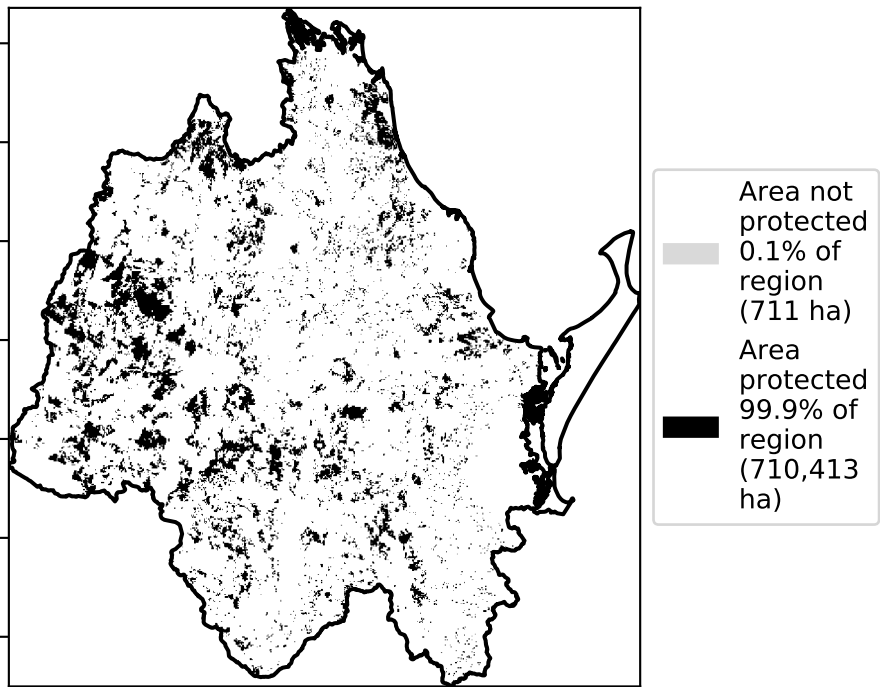 Area not
protected
0.1% of
region
(711 ha)
Area
protected
99.9% of
region
(710,413
ha)